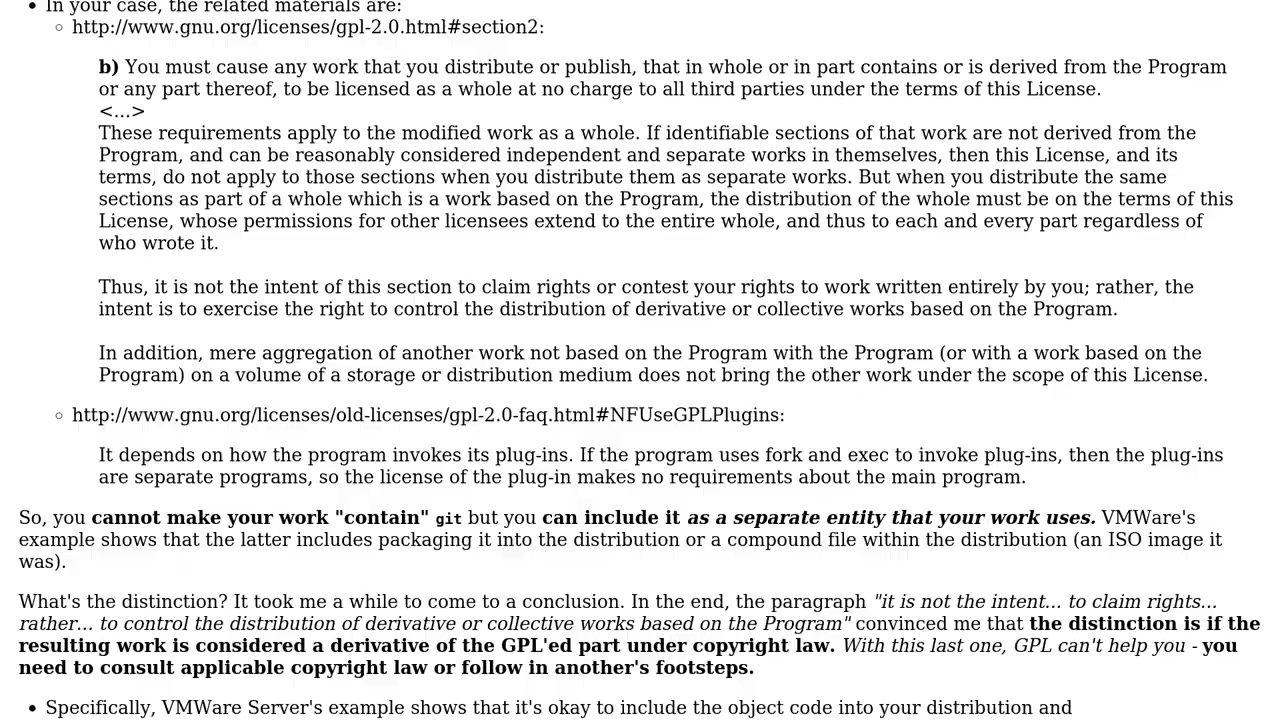 • In your case, the related materials are:
◦ http://www.gnu.org/licenses/gpl-2.0.html#section2:
b) You must cause any work that you distribute or publish, that in whole or in part contains or is derived from the Program
or any part thereof, to be licensed as a whole at no charge to all third parties under the terms of this License.
<...>
These requirements apply to the modified work as a whole. If identifiable sections of that work are not derived from the
Program, and can be reasonably considered independent and separate works in themselves, then this License, and its
terms, do not apply to those sections when you distribute them as separate works. But when you distribute the same
sections as part of a whole which is a work based on the Program, the distribution of the whole must be on the terms of this
License, whose permissions for other licensees extend to the entire whole, and thus to each and every part regardless of
who wrote it.
Thus, it is not the intent of this section to claim rights or contest your rights to work written entirely by you; rather, the
intent is to exercise the right to control the distribution of derivative or collective works based on the Program.
In addition, mere aggregation of another work not based on the Program with the Program (or with a work based on the
Program) on a volume of a storage or distribution medium does not bring the other work under the scope of this License.
◦ http://www.gnu.org/licenses/old-licenses/gpl-2.0-faq.html#NFUseGPLPlugins:
It depends on how the program invokes its plug-ins. If the program uses fork and exec to invoke plug-ins, then the plug-ins
are separate programs, so the license of the plug-in makes no requirements about the main program.
So, you cannot make your work "contain" git but you can include it as a separate entity that your work uses. VMWare's
example shows that the latter includes packaging it into the distribution or a compound file within the distribution (an ISO image it
was).
What's the distinction? It took me a while to come to a conclusion. In the end, the paragraph "it is not the intent... to claim rights...
rather... to control the distribution of derivative or collective works based on the Program" convinced me that the distinction is if the
resulting work is considered a derivative of the GPL'ed part under copyright law. With this last one, GPL can't help you - you
need to consult applicable copyright law or follow in another's footsteps.
• Specifically, VMWare Server's example shows that it's okay to include the object code into your distribution and